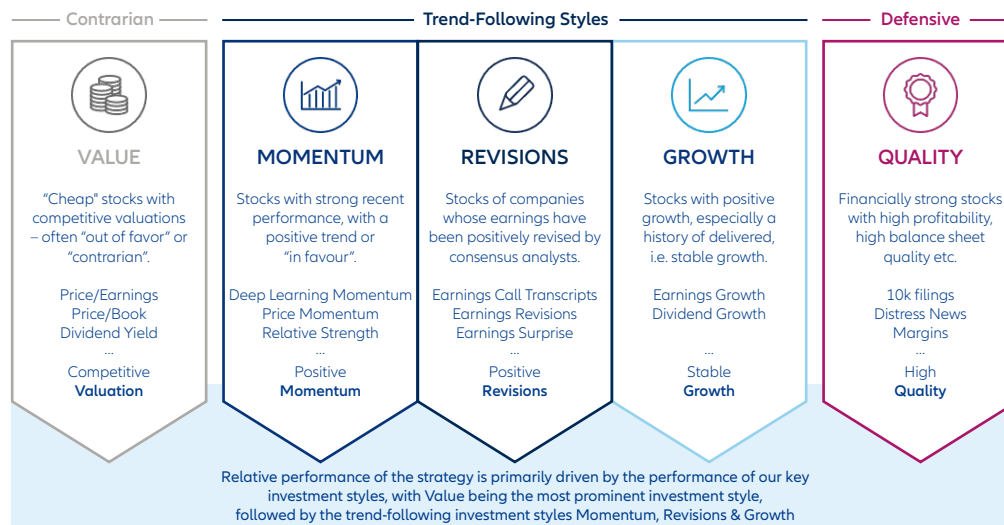 Contrarian
Trend-Following Styles
Defensive
VALUE
"Cheap" stocks with
competitive valuations
– often "out of favor" or
"contrarian".
Price/Earnings
Price/Book
Dividend Yield
...
Competitive
Valuation
MOMENTUM
Stocks with strong recent
performance, with a
positive trend or
"in favour".
Deep Learning Momentum
Price Momentum
Relative Strength
...
Positive
Momentum
REVISIONS
Stocks of companies
whose earnings have
been positively revised by
consensus analysts.
Earnings Call Transcripts
Earnings Revisions
Earnings Surprise
...
Positive
Revisions
GROWTH
Stocks with positive
growth, especially a
history of delivered,
i.e. stable growth.
Earnings Growth
Dividend Growth
...
Stable
Growth
QUALITY
Financially strong stocks
with high profitability,
high balance sheet
quality etc.
10k filings
Distress News
Margins
...
High
Quality
Relative performance of the strategy is primarily driven by the performance of our key
investment styles, with Value being the most prominent investment style,
followed by the trend-following investment styles Momentum, Revisions & Growth